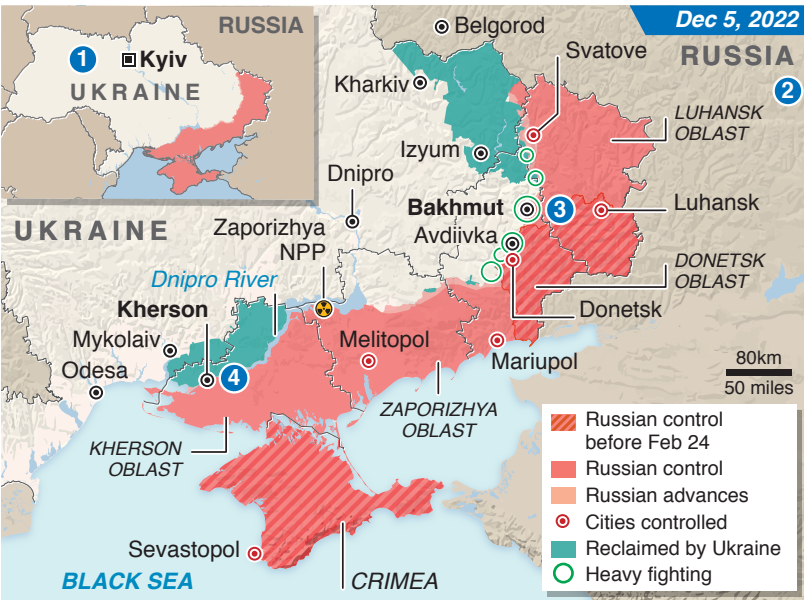 Dec 5, 2022
RUSSIA
1
Kyiv
UKRAINE
Belgorod
Svatove
RUSSIA
2
Kharkiv
LUHANSK
OBLAST
Izyum
Dnipro
Bakhmut
3
Luhansk
UKRAINE
Zaporizhya
NPP
Avdiivka
DONETSK
OBLAST
Dnipro River
Kherson
Donetsk
Mykolaiv
Melitopol
Mariupol
Odesa
4
80km
50 miles
ZAPORIZHYA
OBLAST
KHERSON
OBLAST
Russian control
before Feb 24
Russian control
Russian advances
Cities controlled
Reclaimed by Ukraine
Heavy fighting
Sevastopol
BLACK SEA
CRIMEA